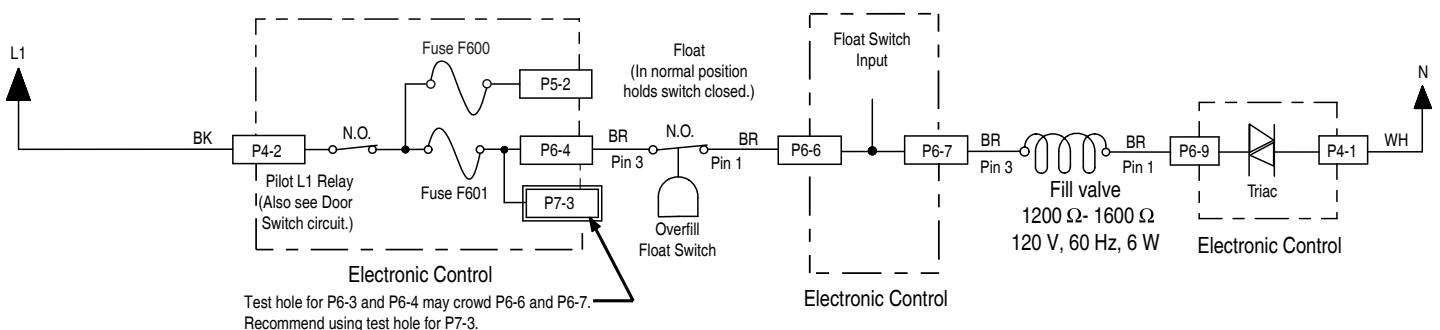 L1
BK
P4-2
N.O.
Pilot L1 Relay
(Also see Door
Switch circuit.)
Fuse F600
P5-2
Fuse F601
P6-4
P7-3
Electronic Control
Test hole for P6-3 and P6-4 may crowd P6-6 and P6-7.
Recommend using test hole for P7-3.
BR
Pin 3
Float
(In normal position
holds switch closed.)
N.O.
Overfill
Float Switch
BR
Pin 1
P6-6
Float Switch
Input
P6-7
Electronic Control
BR
Pin 3
Fill valve
1200 Ω- 1600 Ω
120 V, 60 Hz, 6 W
BR
Pin 1
P6-9
Triac
P4-1
Electronic Control
WH
N